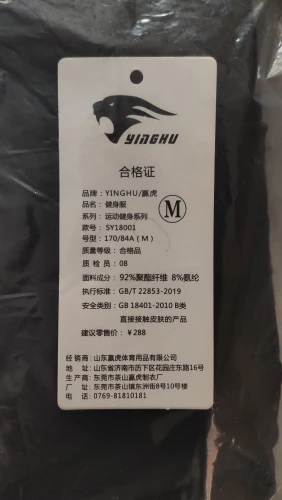 YINGHU
合格证
品牌：YINGHU/赢虎
品名：健身服
系列：运动健身系列
款号：SY18001
号型：170/84A（M）
M
质量等级：合格品
质 检 员：08
面料成分：92%聚酯纤维 8%氨纶
执行标准：GB/T 22853-2019
安全类别：GB 18401-2010 B类
直接接触皮肤的产品
建议零售价：￥288
经 销 商：山东赢虎体育用品有限公司
地 址：山东省济南市历下区花园庄东路16号
生 产 商：东莞市茶山赢虎制衣厂
厂 址：东莞市茶山镇东洲街8号10号楼
电 话：0769-81810181